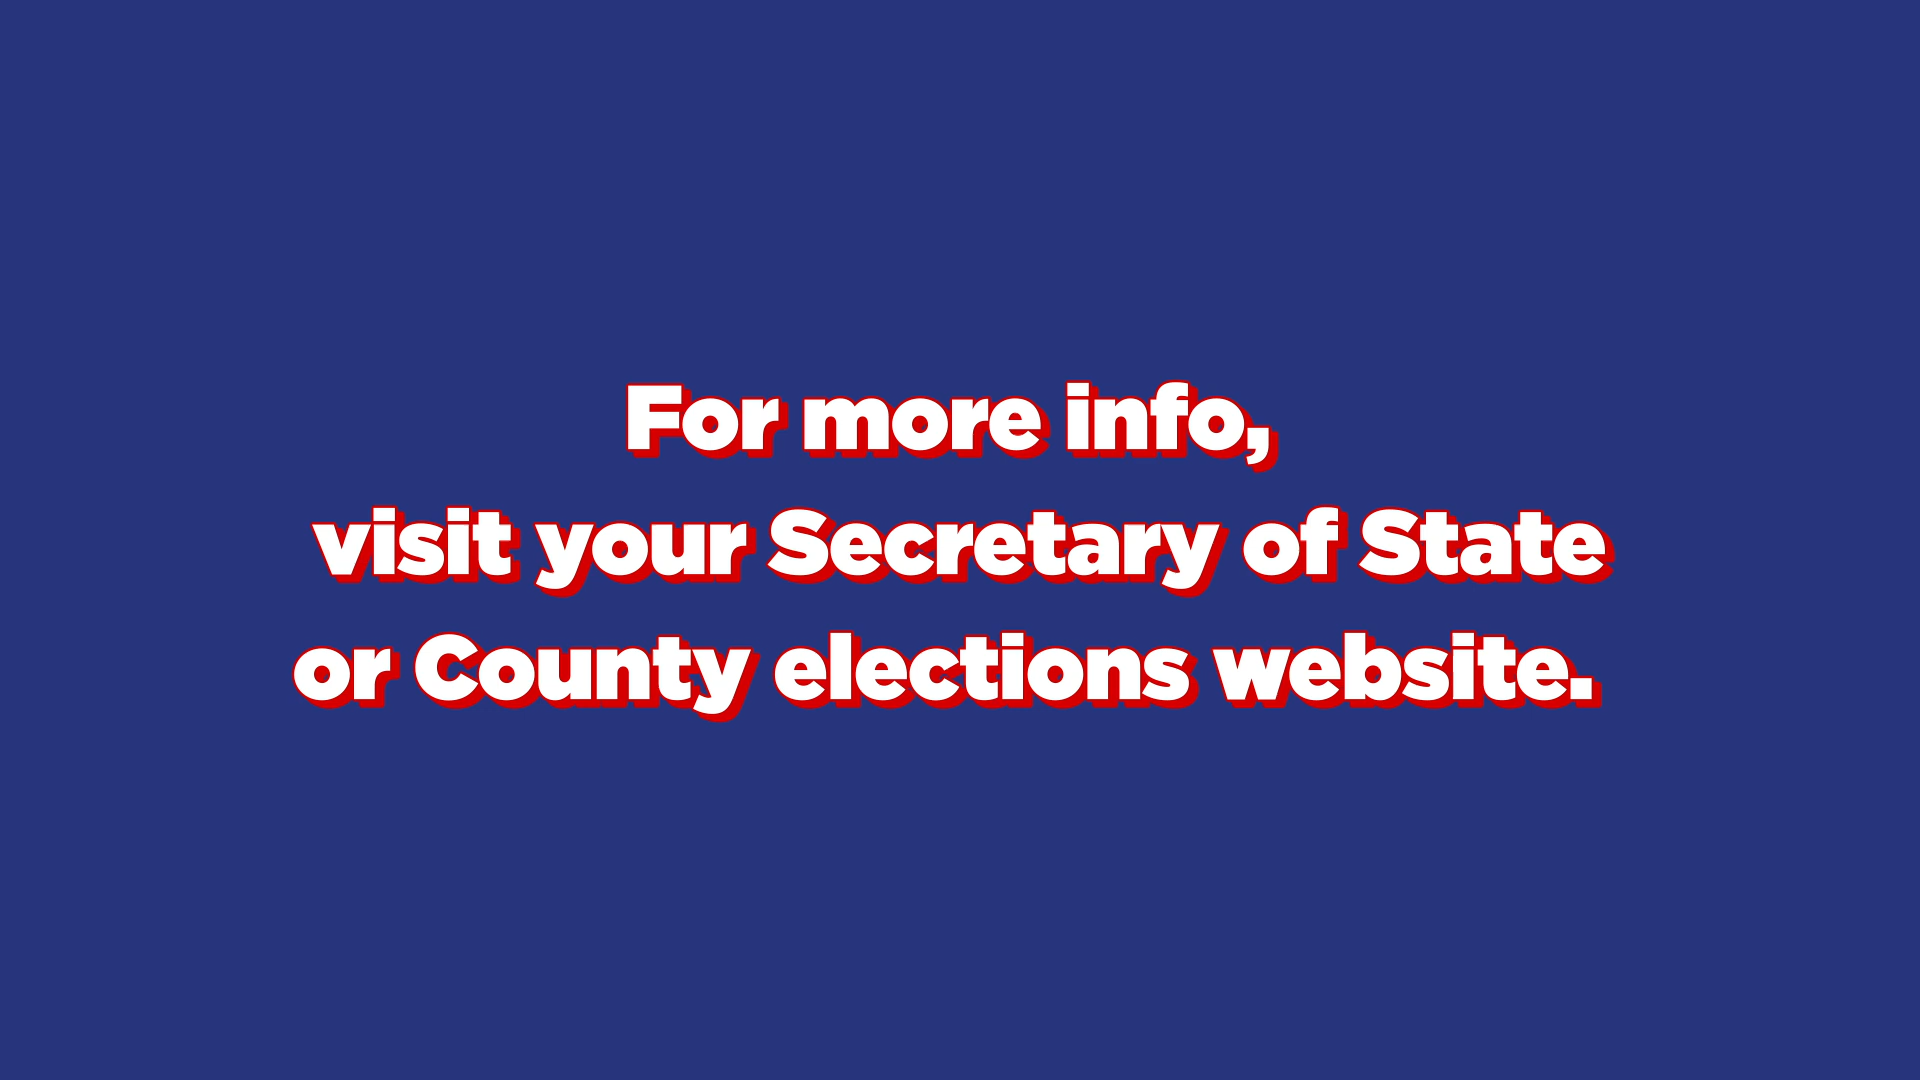 For more info,
visit your Secretary of State
or County elections website.